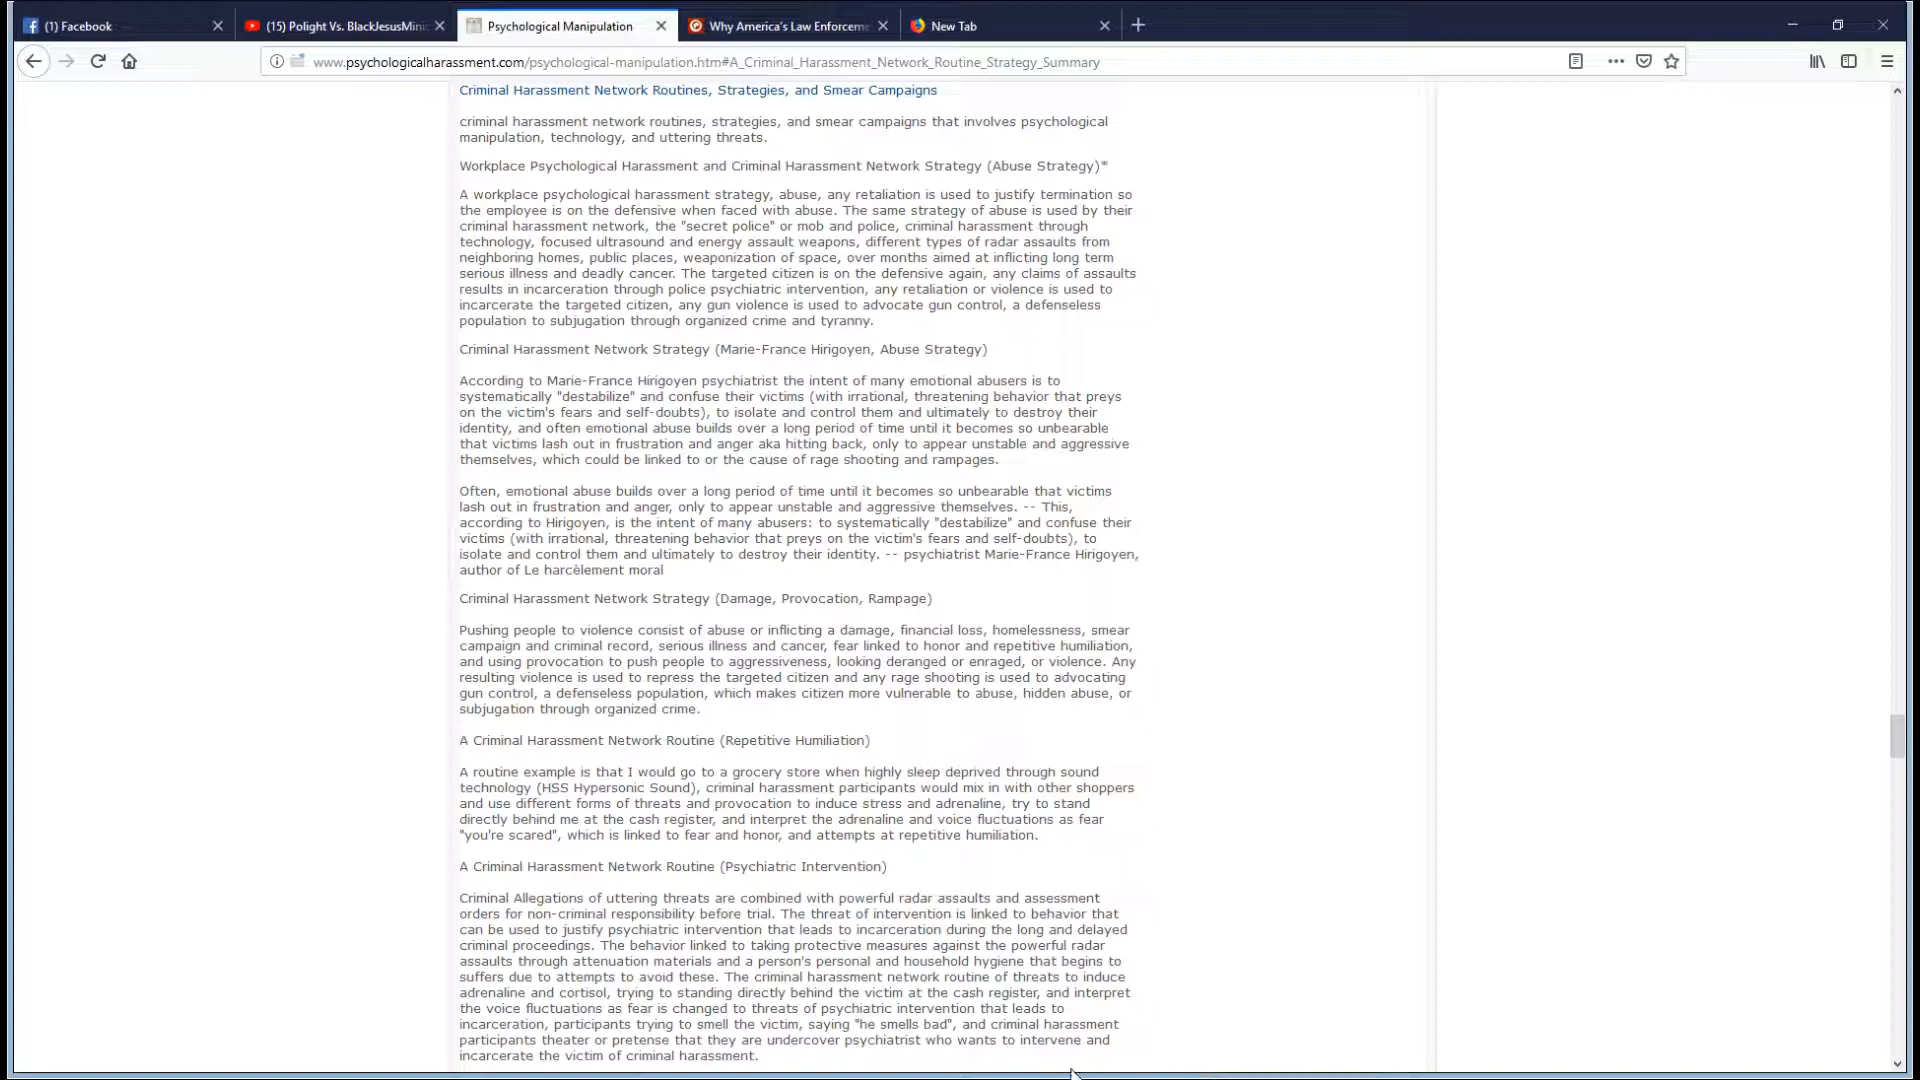 (1) Facebook
(15) Polight Vs. BlackJesusMini
Psychological Manipulation
Why America's Law Enforceme
New Tab
www.psychologicalharassment.com/psychological-manipulation.htm#A_Criminal_Harassment_Network_Routine_Strategy_Summary
Criminal Harassment Network Routines, Strategies, and Smear Campaigns
criminal harassment network routines, strategies, and smear campaigns that involves psychological
manipulation, technology, and uttering threats.
Workplace Psychological Harassment and Criminal Harassment Network Strategy (Abuse Strategy)*
A workplace psychological harassment strategy, abuse, any retaliation is used to justify termination so
the employee is on the defensive when faced with abuse. The same strategy of abuse is used by their
criminal harassment network, the "secret police" or mob and police, criminal harassment through
technology, focused ultrasound and energy assault weapons, different types of radar assaults from
neighboring homes, public places, weaponization of space, over months aimed at inflicting long term
serious illness and deadly cancer. The targeted citizen is on the defensive again, any claims of assaults
results in incarceration through police psychiatric intervention, any retaliation or violence is used to
incarcerate the targeted citizen, any gun violence is used to advocate gun control, a defenseless
population to subjugation through organized crime and tyranny.
Criminal Harassment Network Strategy (Marie-France Hirigoyen, Abuse Strategy)
According to Marie-France Hirigoyen psychiatrist the intent of many emotional abusers is to
systematically "destabilize" and confuse their victims (with irrational, threatening behavior that preys
on the victim's fears and self-doubts), to isolate and control them and ultimately to destroy their
identity, and often emotional abuse builds over a long period of time until it becomes so unbearable
that victims lash out in frustration and anger aka hitting back, only to appear unstable and aggressive
themselves, which could be linked to or the cause of rage shooting and rampages.
Often, emotional abuse builds over a long period of time until it becomes so unbearable that victims
lash out in frustration and anger, only to appear unstable and aggressive themselves. -- This,
according to Hirigoyen, is the intent of many abusers: to systematically "destabilize" and confuse their
victims (with irrational, threatening behavior that preys on the victim's fears and self-doubts), to
isolate and control them and ultimately to destroy their identity. -- psychiatrist Marie-France Hirigoyen,
author of Le harcèlement moral
Criminal Harassment Network Strategy (Damage, Provocation, Rampage)
Pushing people to violence consist of abuse or inflicting a damage, financial loss, homelessness, smear
campaign and criminal record, serious illness and cancer, fear linked to honor and repetitive humiliation,
and using provocation to push people to aggressiveness, looking deranged or enraged, or violence. Any
resulting violence is used to repress the targeted citizen and any rage shooting is used to advocating
gun control, a defenseless population, which makes citizen more vulnerable to abuse, hidden abuse, or
subjugation through organized crime.
A Criminal Harassment Network Routine (Repetitive Humiliation)
A routine example is that I would go to a grocery store when highly sleep deprived through sound
technology (HSS Hypersonic Sound), criminal harassment participants would mix in with other shoppers
and use different forms of threats and provocation to induce stress and adrenaline, try to stand
directly behind me at the cash register, and interpret the adrenaline and voice fluctuations as fear
"you're scared", which is linked to fear and honor, and attempts at repetitive humiliation.
A Criminal Harassment Network Routine (Psychiatric Intervention)
Criminal Allegations of uttering threats are combined with powerful radar assaults and assessment
orders for non-criminal responsibility before trial. The threat of intervention is linked to behavior that
can be used to justify psychiatric intervention that leads to incarceration during the long and delayed
criminal proceedings. The behavior linked to taking protective measures against the powerful radar
assaults through attenuation materials and a person's personal and household hygiene that begins to
suffers due to attempts to avoid these. The criminal harassment network routine of threats to induce
adrenaline and cortisol, trying to standing directly behind the victim at the cash register, and interpret
the voice fluctuations as fear is changed to threats of psychiatric intervention that leads to
incarceration, participants trying to smell the victim, saying "he smells bad", and criminal harassment
participants theater or pretense that they are undercover psychiatrist who wants to intervene and
incarcerate the victim of criminal harassment.